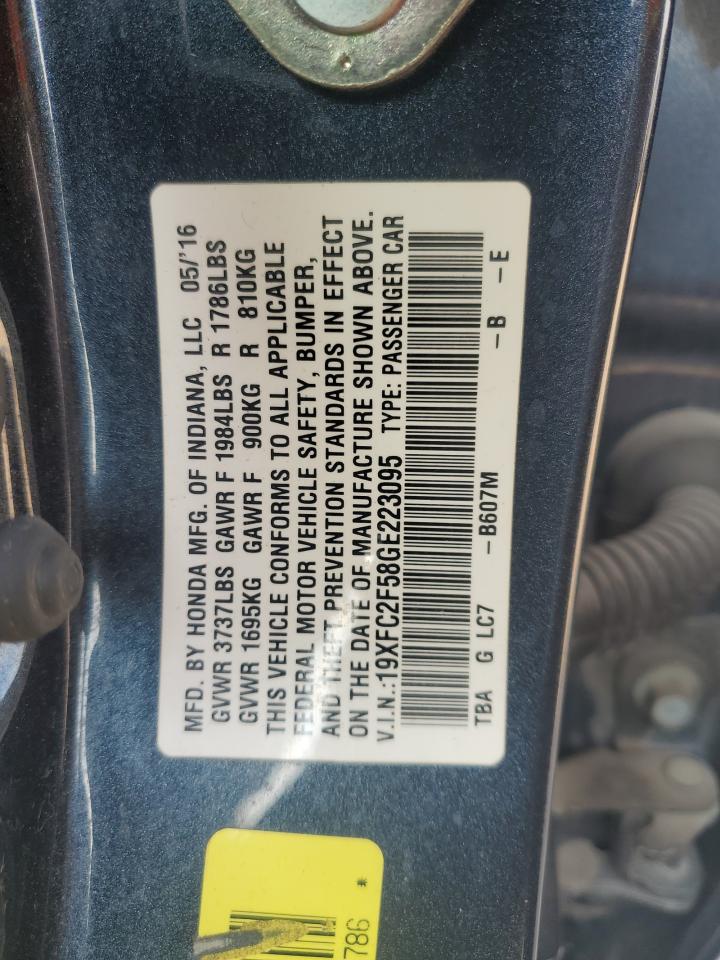 MFD. BY HONDA MFG. OF INDIANA, LLC 05/'16
GVWR 3737LBS GAWR F 1984LBS R 1786LBS
GVWR 1695KG GAWR F 900KG R 810KG
THIS VEHICLE CONFORMS TO ALL APPLICABLE
FEDERAL MOTOR VEHICLE SAFETY, BUMPER,
AND THEFT PREVENTION STANDARDS IN EFFECT
ON THE DATE OF MANUFACTURE SHOWN ABOVE.
V.I.N.:19XFC2F58GE223095 TYPE: PASSENGER CAR
TBA G LC7 -B607M -B -E
786 *